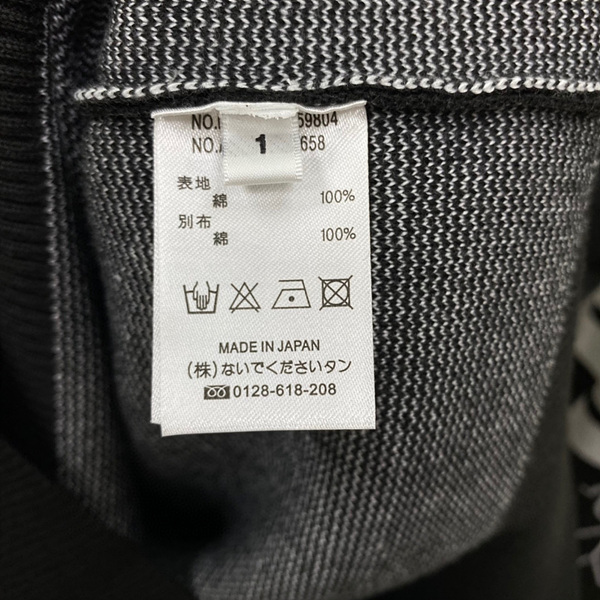 NO. 59804
NO. 658
1
表地
綿 100%
別布
綿 100%
MADE IN JAPAN
(株)ないでくださいタン
0128-618-208